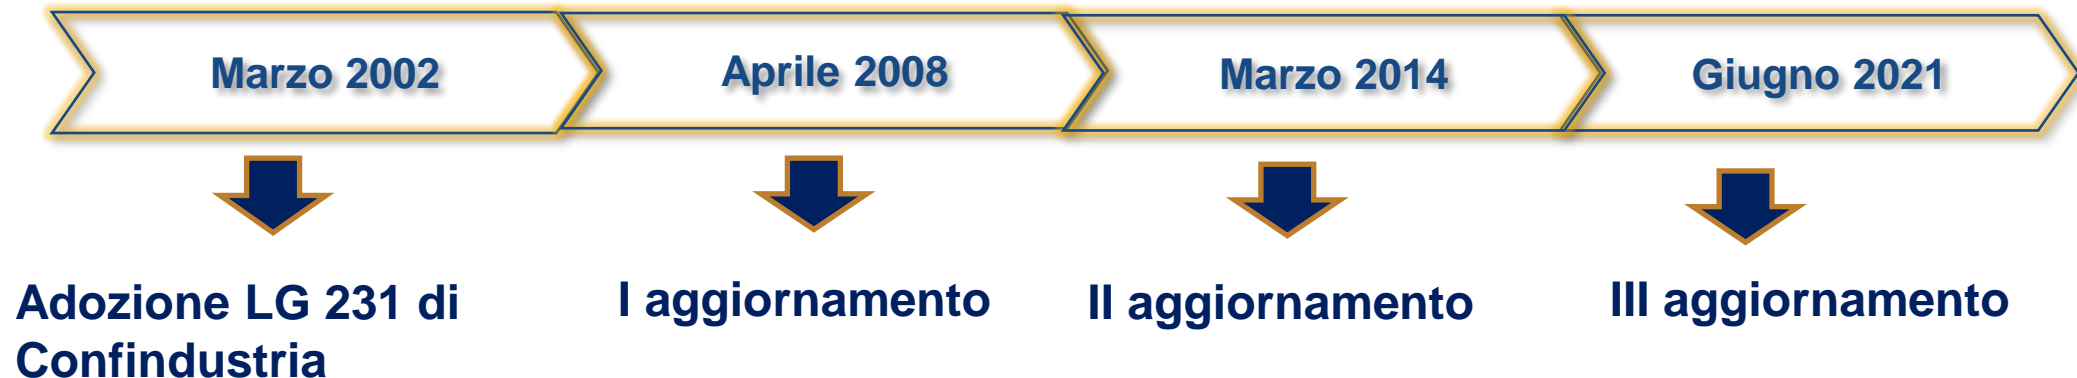 Marzo 2002
Aprile 2008
Marzo 2014
Giugno 2021
Adozione LG 231 di
Confindustria
I aggiornamento
II aggiornamento
III aggiornamento